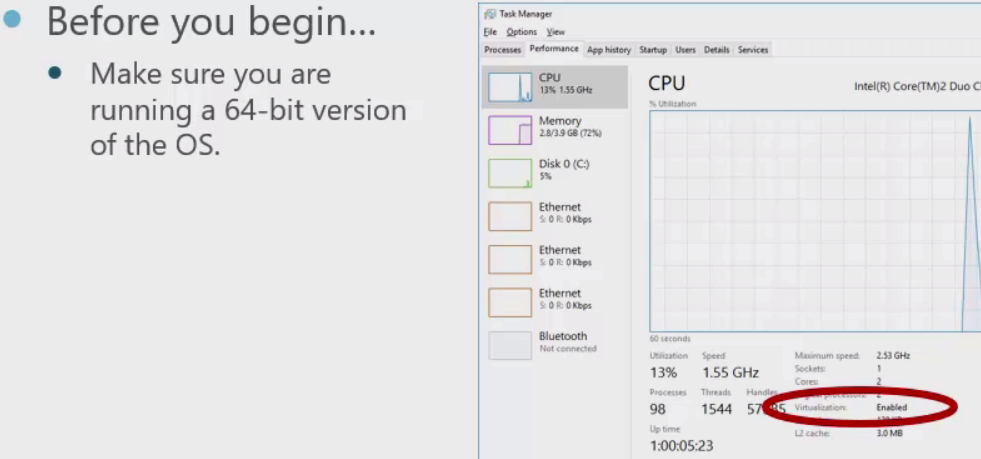 Before you begin...
Make sure you are
running a 64-bit version
of the OS.
Task Manager
File Options View
Processes Performance App history Startup Users Details Services
CPU
13% 1.55 GHz
Memory
2.8/3.9 GB (72%)
Disk 0 (C:)
5%
Ethernet
S: 0 R: 0 Kbps
Ethernet
S: 0 R: 0 Kbps
Ethernet
S: 0 R: 0 Kbps
Bluetooth
Not connected
CPU Intel(R) Core(TM)2 Duo
% Utilization
60 seconds
Utilization Speed
13% 1.55 GHz
Processes Threads Handles
98 1544
Up time
1:00:05:23
Maximum speed: 2.53 GHz
Sockets: 1
Cores: 2
2
Virtualization: Enabled
L2 cache: 3.0 MB